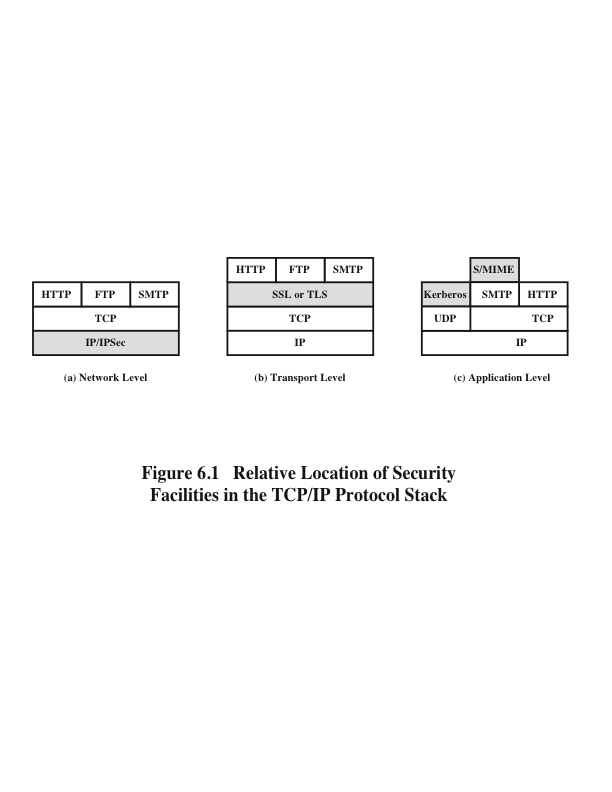 HTTP FTP SMTP
TCP
IP/IPSec
(a) Network Level
HTTP FTP SMTP
SSL or TLS
TCP
IP
(b) Transport Level
S/MIME
Kerberos SMTP HTTP
UDP TCP
IP
(c) Application Level
Figure 6.1 Relative Location of Security
Facilities in the TCP/IP Protocol Stack